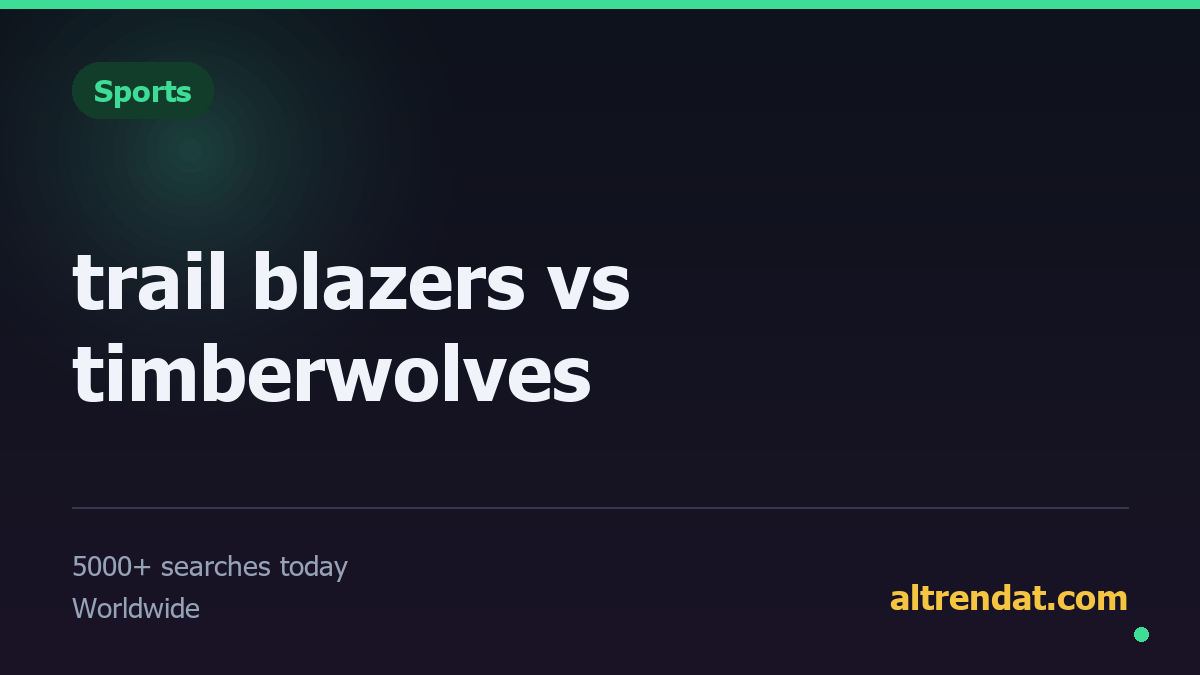 Sports
trail blazers vs
timberwolves
5000+ searches today
Worldwide
altrendat.com